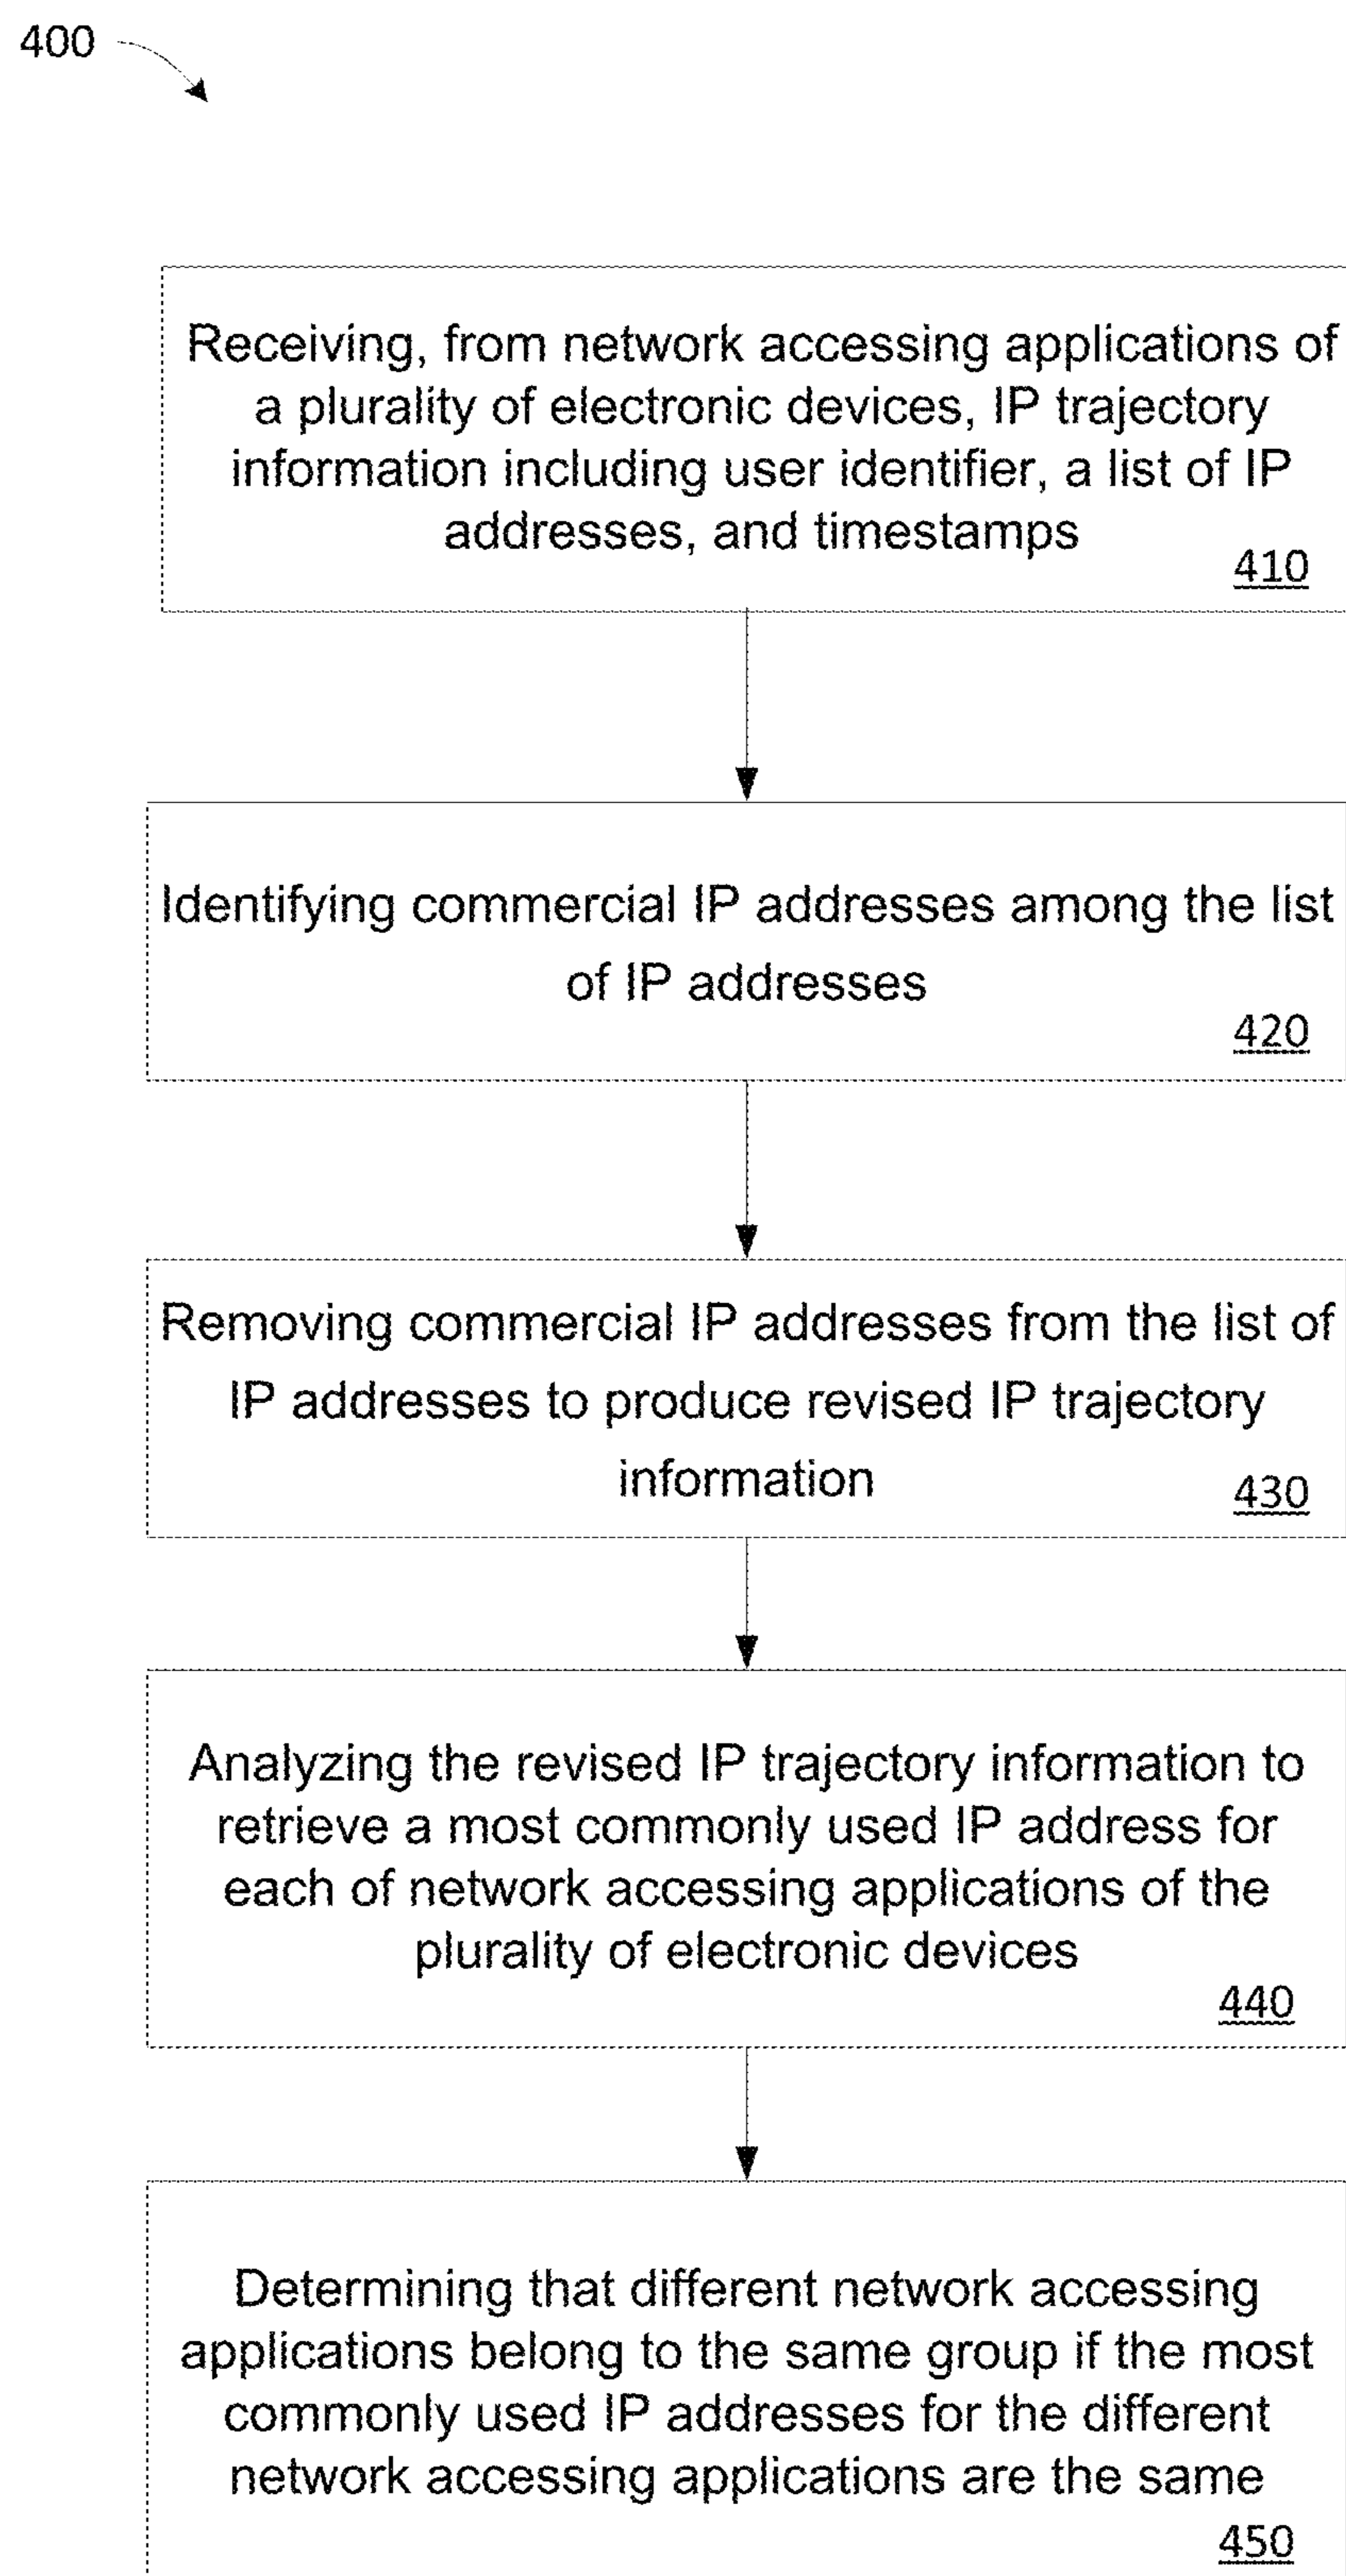 400
Receiving, from network accessing applications of
a plurality of electronic devices, IP trajectory
information including user identifier, a list of IP
addresses, and timestamps
410
Identifying commercial IP addresses among the list
of IP addresses
420
Removing commercial IP addresses from the list of
IP addresses to produce revised IP trajectory
information
430
Analyzing the revised IP trajectory information to
retrieve a most commonly used IP address for
each of network accessing applications of the
plurality of electronic devices
440
Determining that different network accessing
applications belong to the same group if the most
commonly used IP addresses for the different
network accessing applications are the same
450